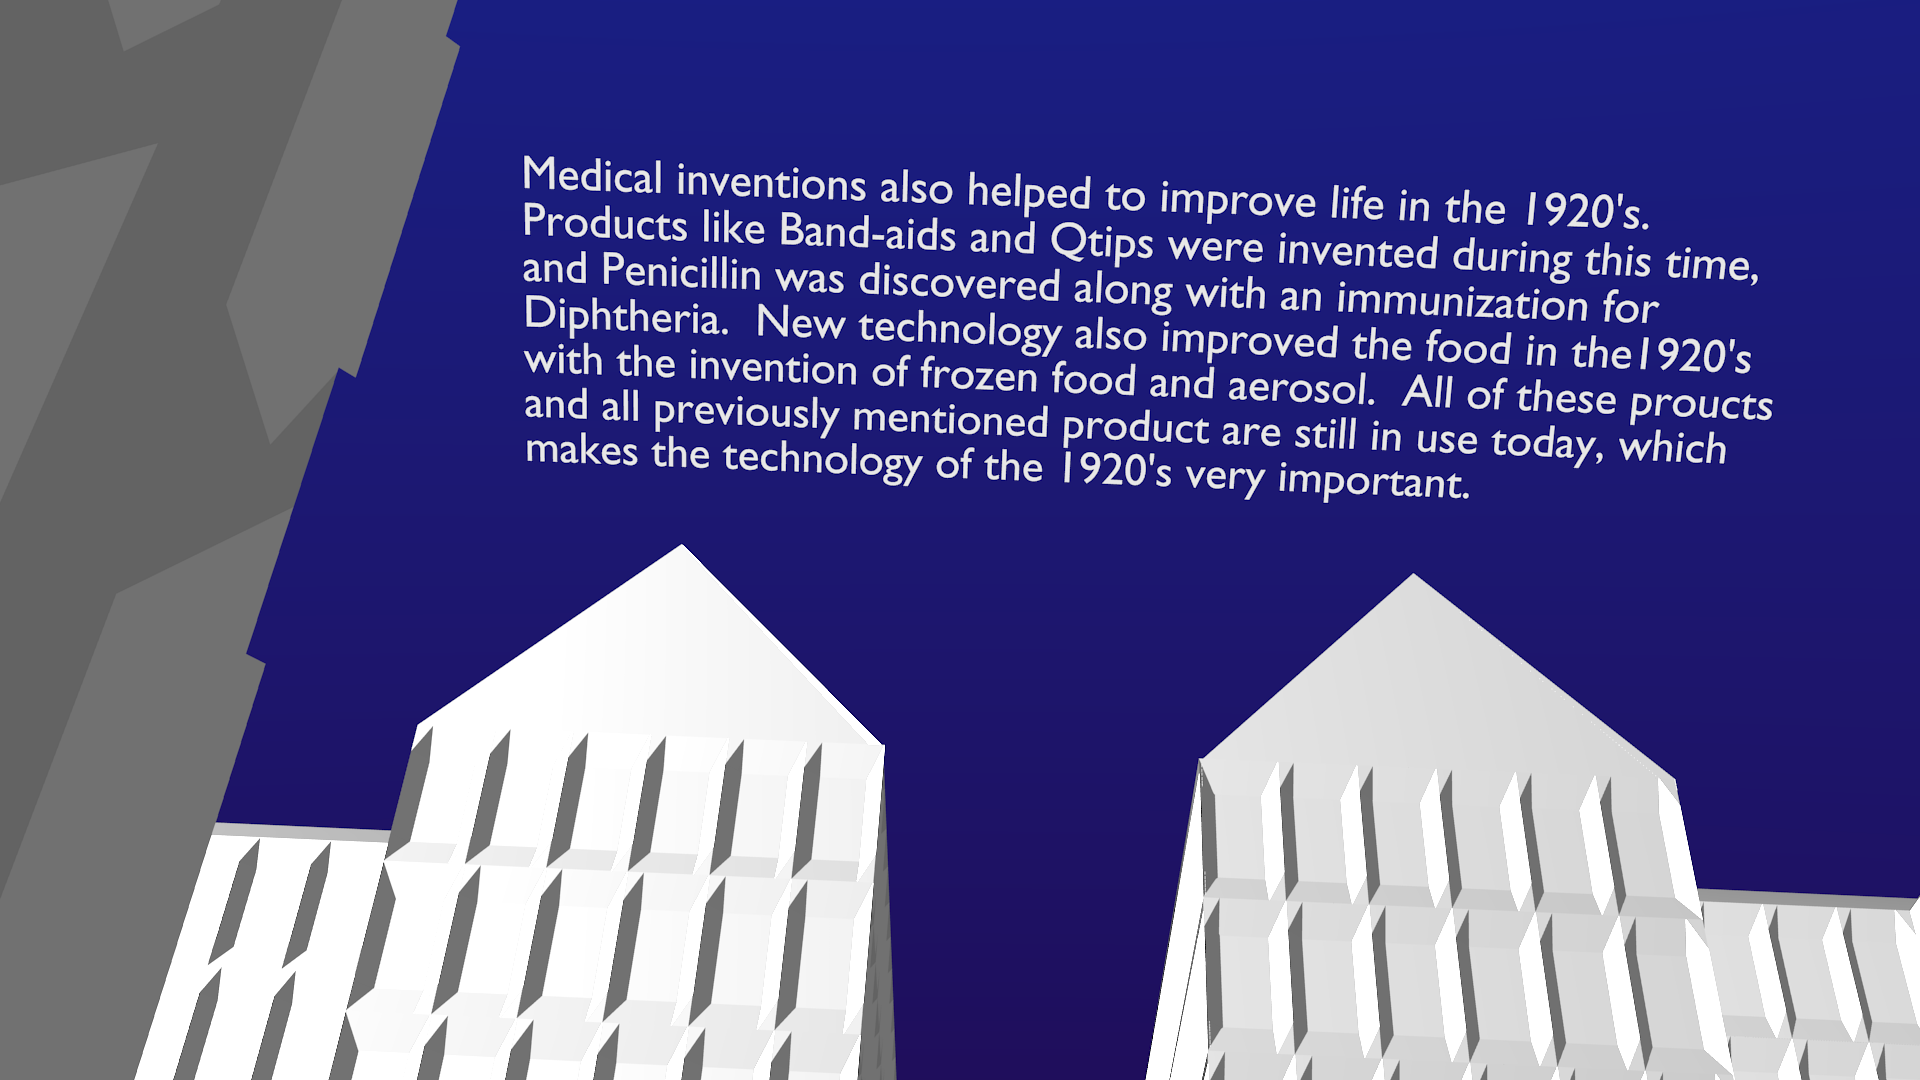 Medical inventions also helped to improve life in the 1920's.
Products like Band-aids and Qtips were invented during this time,
and Penicillin was discovered along with an immunization for
Diphtheria.  New technology also improved the food in the1920's
with the invention of frozen food and aerosol.  All of these proucts
and all previously mentioned product are still in use today, which
makes the technology of the 1920's very important.